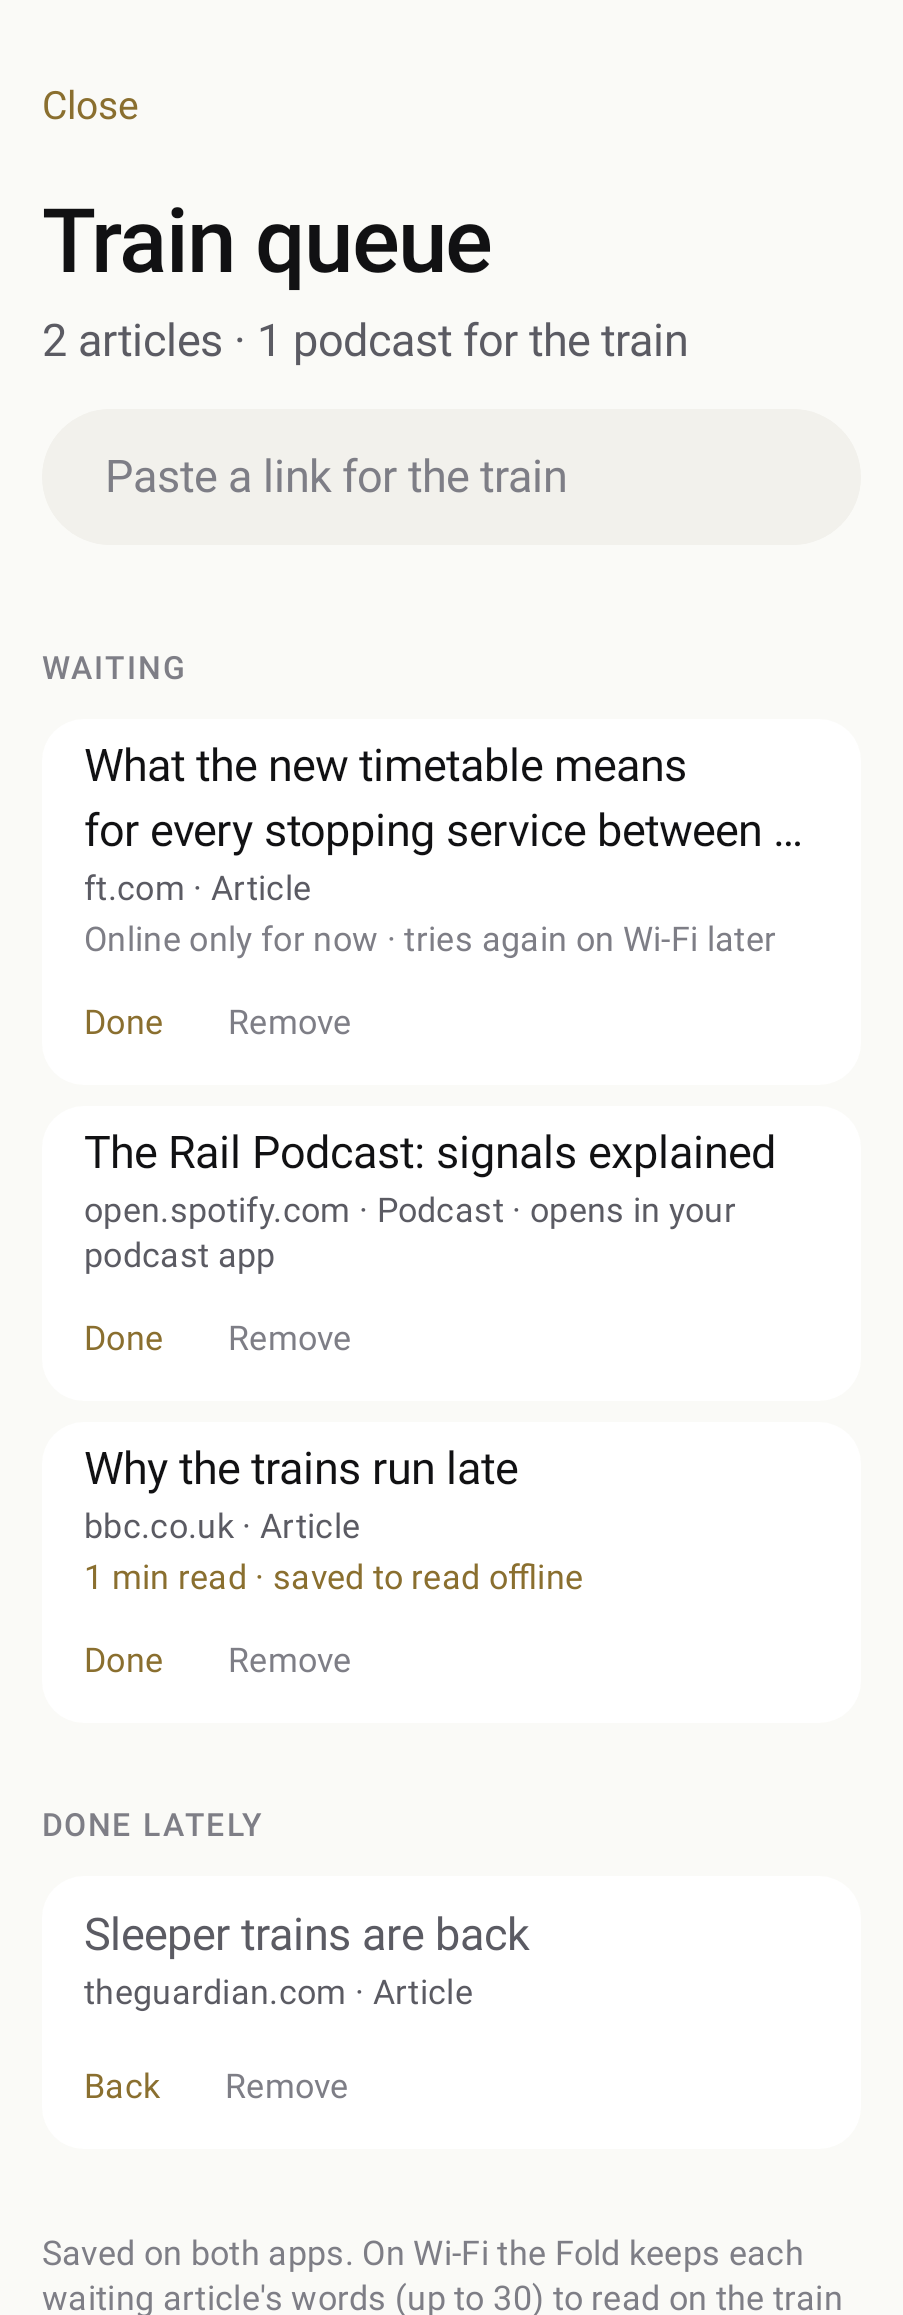 Close
Train queue
2 articles · 1 podcast for the train
Paste a link for the train
WAITING
What the new timetable means
for every stopping service between ...
ft.com · Article
Online only for now · tries again on Wi-Fi later
Done Remove
The Rail Podcast: signals explained
open.spotify.com · Podcast · opens in your
podcast app
Done Remove
Why the trains run late
bbc.co.uk · Article
1 min read · saved to read offline
Done Remove
DONE LATELY
Sleeper trains are back
theguardian.com · Article
Back Remove
Saved on both apps. On Wi-Fi the Fold keeps each
waiting article's words (up to 30) to read on the train